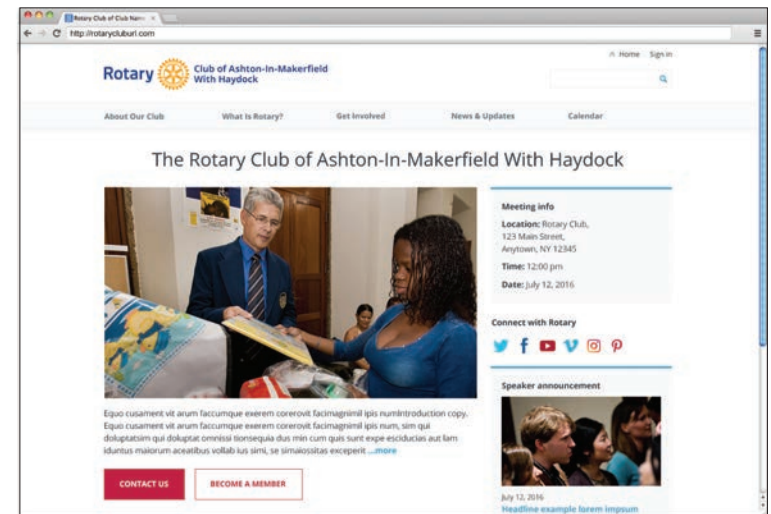 Rotary Club of Club Name
http://rotarycluburl.com
Home Sign in
Rotary
Club of Ashton-In-Makerfield
With Haydock
About Our Club What Is Rotary? Get Involved News & Updates Calendar
The Rotary Club of Ashton-In-Makerfield With Haydock
Meeting info
Location: Rotary Club,
123 Main Street,
Anytown, NY 12345
Time: 12:00 pm
Date: July 12, 2016
Connect with Rotary
Speaker announcement
July 12, 2016
Headline example lorem impsum
Equo cusament vit arum faccumque exerem corerovit facimagnimil ipis numIntroduction copy.
Equo cusament vit arum faccumque exerem corerovit facimagnimil ipis num, sim qui
doluptatsim qui doluptat omnissi tionsequia dus min cum quis sunt expe esciducias aut lam
iduntus maiorum aceatibus vollab ius simi, se simaiossitas exceperit ...more
CONTACT US BECOME A MEMBER